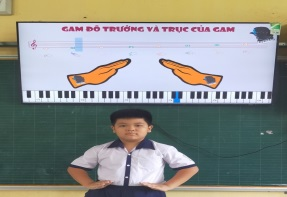 GAM ĐÔ TRƯỞNG VÀ TRỤC CỦA GAM